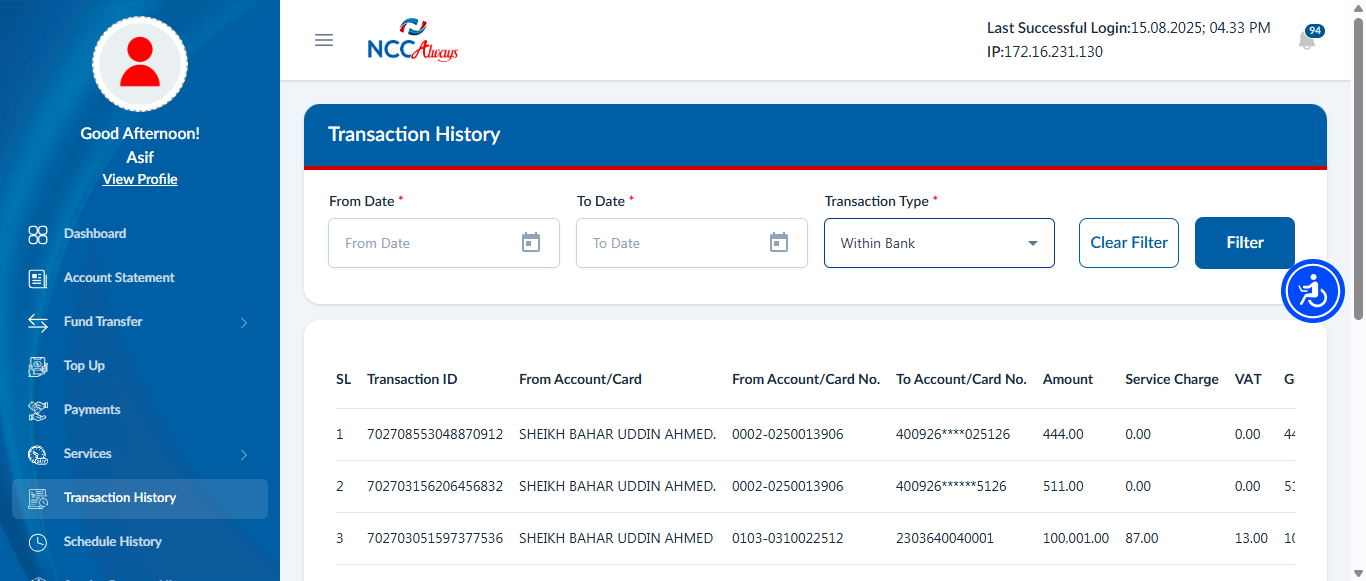 Good Afternoon!
Asif
View Profile
Dashboard
Account Statement
Fund Transfer
Top Up
Payments
Services
Transaction History
Schedule History
NCC Always
Last Successful Login:15.08.2025; 04.33 PM
IP:172.16.231.130
94
Transaction History
From Date * To Date * Transaction Type *
From Date To Date Within Bank Clear Filter Filter
SL Transaction ID From Account/Card From Account/Card No. To Account/Card No. Amount Service Charge VAT
1 702708553048870912 SHEIKH BAHAR UDDIN AHMED. 0002-0250013906 400926****025126 444.00 0.00 0.00
2 702703156206456832 SHEIKH BAHAR UDDIN AHMED. 0002-0250013906 400926******5126 511.00 0.00 0.00
3 702703051597377536 SHEIKH BAHAR UDDIN AHMED 0103-0310022512 2303640040001 100,001.00 87.00 13.00